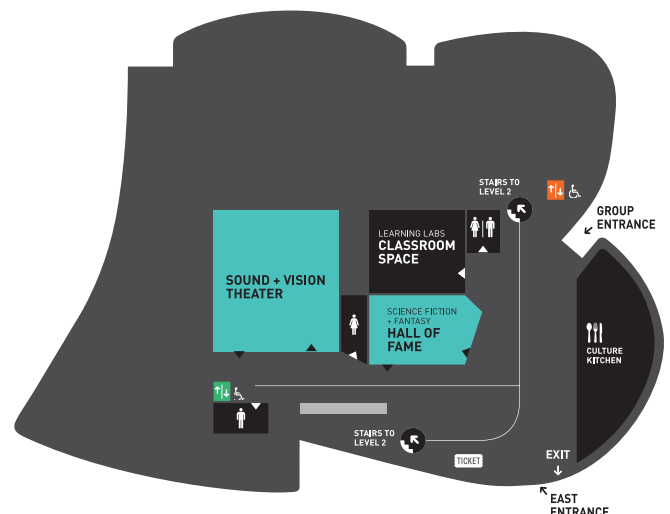 STAIRS TO
LEVEL 2
GROUP
ENTRANCE
LEARNING LABS
CLASSROOM
SPACE
SOUND + VISION
THEATER
SCIENCE FICTION
+ FANTASY
HALL OF
FAME
CULTURE
KITCHEN
STAIRS TO
LEVEL 2
TICKET
EXIT
EAST
ENTRANCE